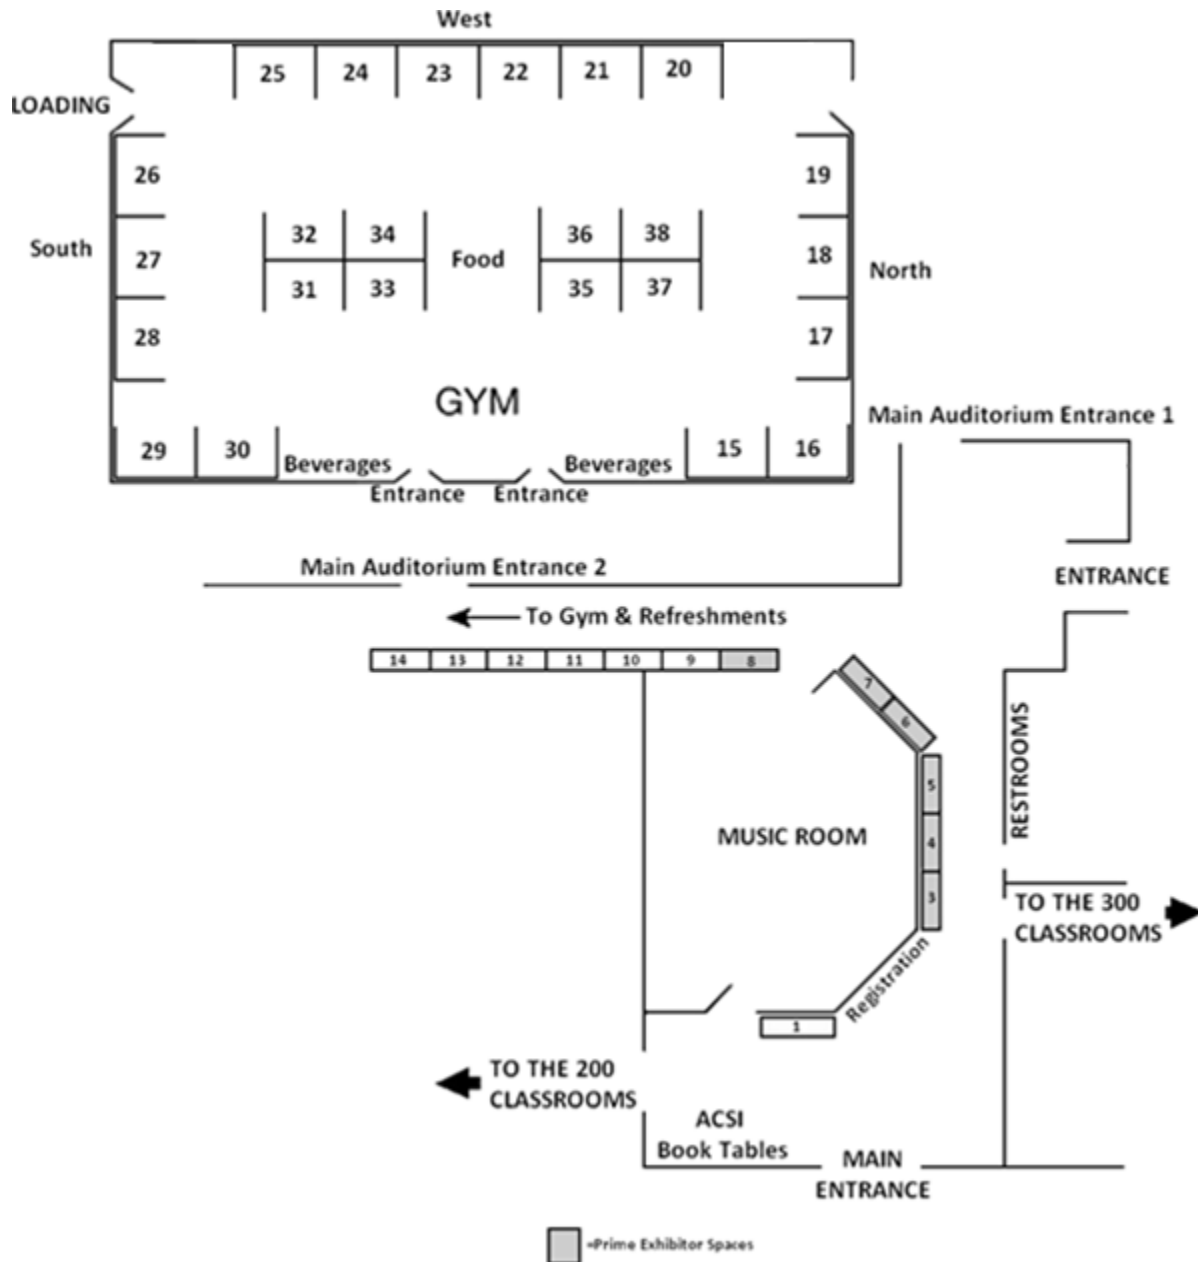 West
25 24 23 22 21 20
LOADING
26 19
32 34 36 38
South 27 Food 18 North
31 33 35 37
28 17
GYM
Main Auditorium Entrance 1
29 30 Beverages Beverages 15 16
Entrance Entrance
Main Auditorium Entrance 2
ENTRANCE
To Gym & Refreshments
14 13 12 11 10 9 8
7
6
RESTROOMS
5
MUSIC ROOM 4
3
TO THE 300
CLASSROOMS
Registration
1
TO THE 200
CLASSROOMS
ACSI
Book Tables
MAIN
ENTRANCE
=Prime Exhibitor Spaces